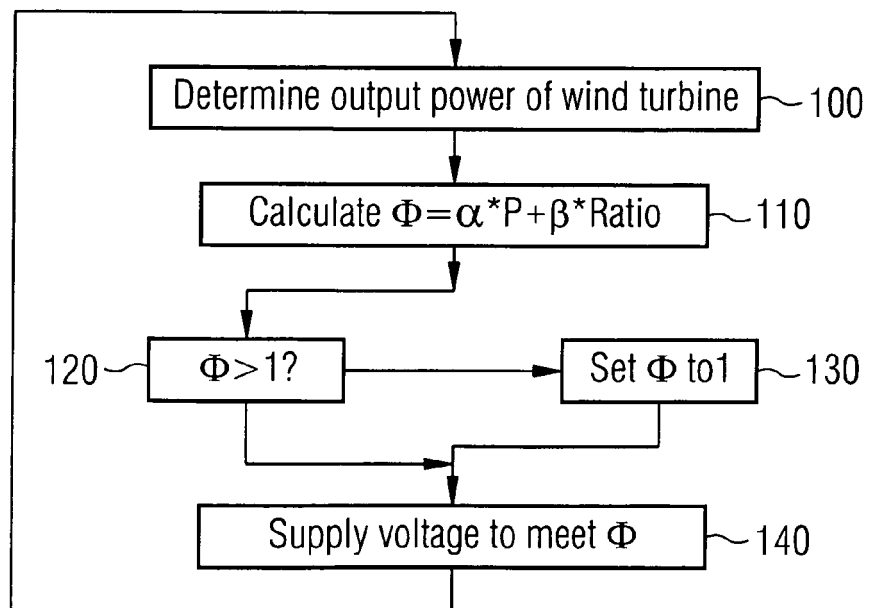 Determine output power of wind turbine 100
Calculate Φ=α*P+β*Ratio 110
120 Φ>1? Set Φ to1 130
Supply voltage to meet Φ 140